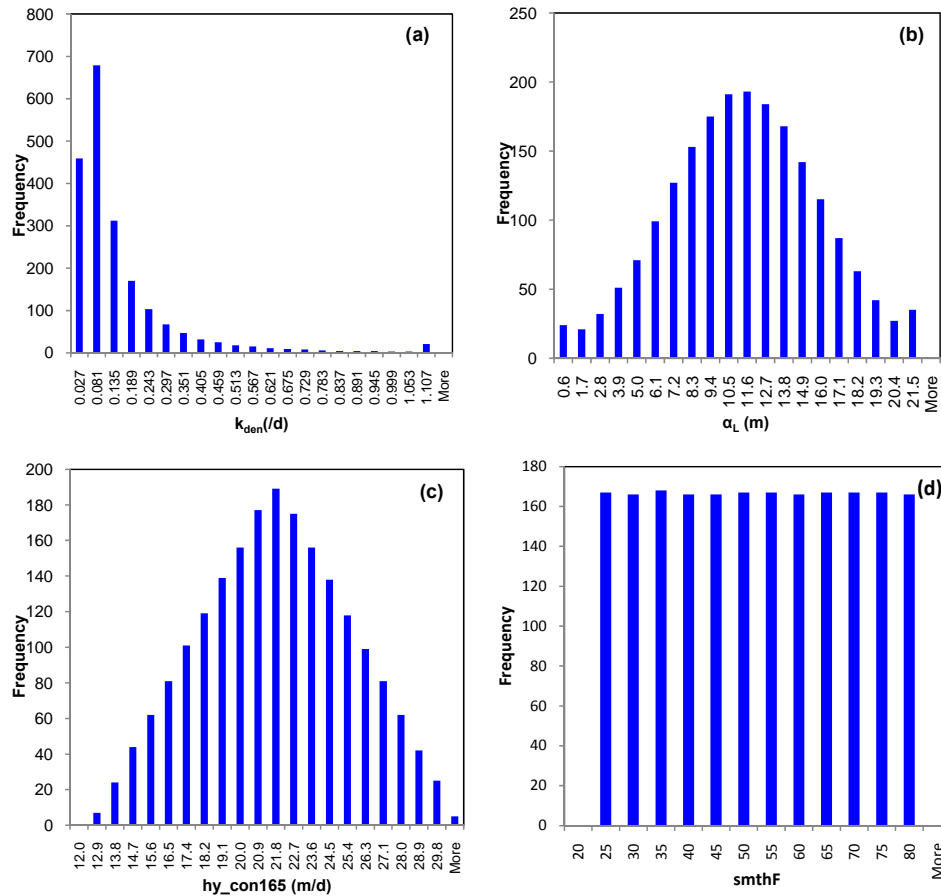 (a)
Frequency
800
700
600
500
400
300
200
100
0
0.027 0.081 0.135 0.189 0.243 0.297 0.351 0.405 0.459 0.513 0.567 0.621 0.675 0.729 0.783 0.837 0.891 0.945 0.999 1.053 1.107 More
k_den(/d)
(b)
Frequency
250
200
150
100
50
0
0.6 1.7 2.8 3.9 5.0 6.1 7.2 8.3 9.4 10.5 11.6 12.7 13.8 14.9 16.0 17.1 18.2 19.3 20.4 21.5 More
α_L (m)
(c)
Frequency
200
180
160
140
120
100
80
60
40
20
0
12.0 12.9 13.8 14.7 15.6 16.5 17.4 18.2 19.1 20.0 20.9 21.8 22.7 23.6 24.5 25.4 26.3 27.1 28.0 28.9 29.8 More
hy_con165 (m/d)
(d)
Frequency
180
160
140
120
100
80
60
40
20
0
20 25 30 35 40 45 50 55 60 65 70 75 80 More
smthF